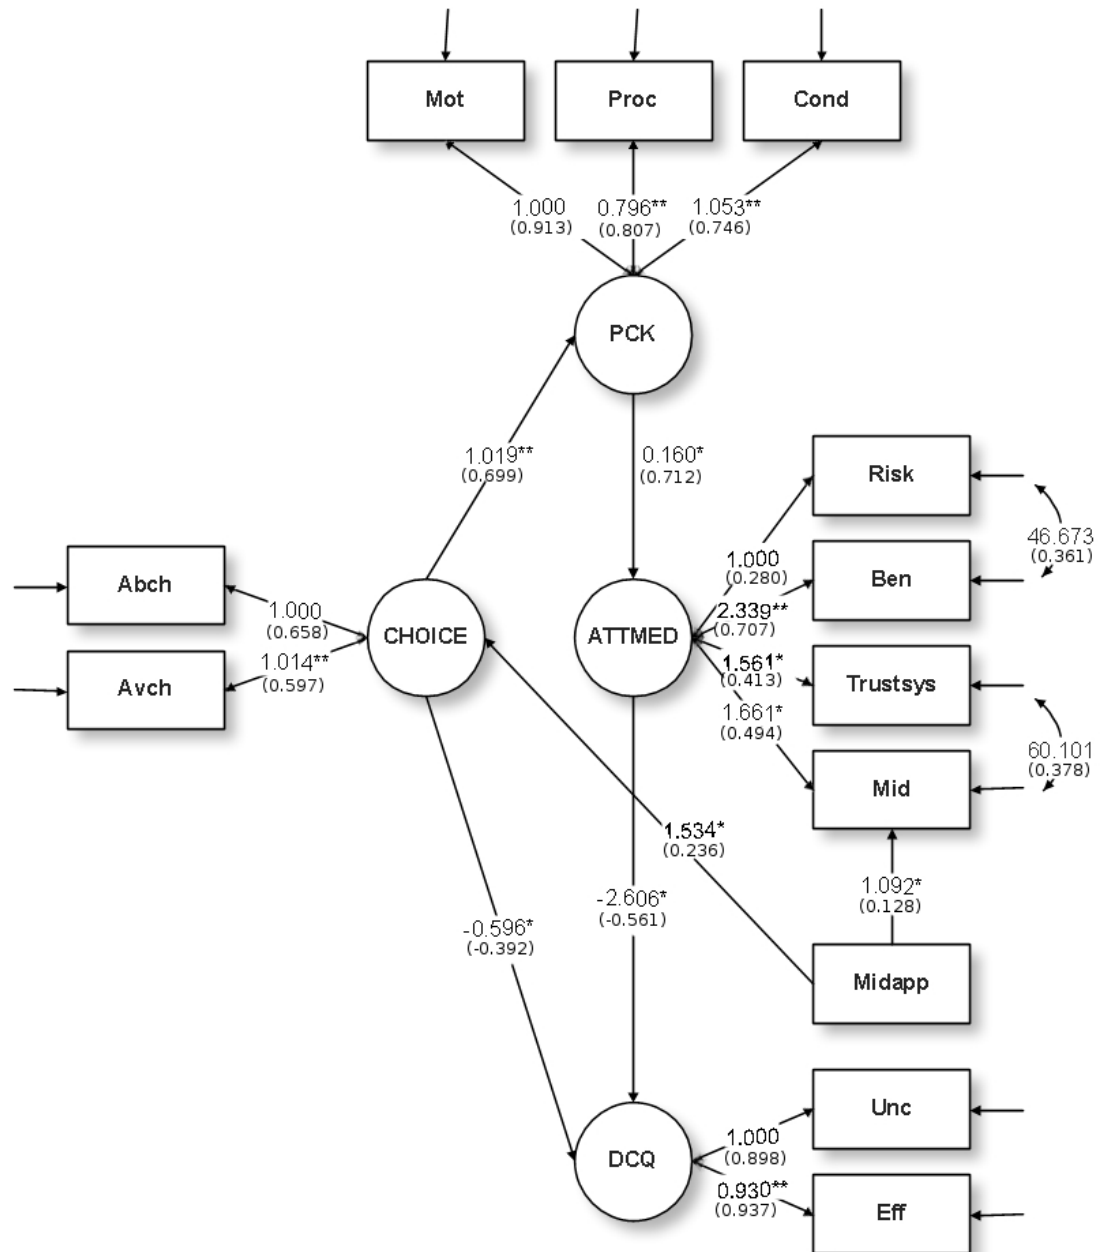 Mot
Proc
Cond
1.000
(0.913)
0.796**
(0.807)
1.053**
(0.746)
PCK
1.019**
(0.699)
0.160*
(0.712)
Risk
46.673
(0.361)
1.000
(0.280)
Ben
2.339**
(0.707)
Abch
1.000
(0.658)
CHOICE
ATTMED
1.014**
(0.597)
Avch
1.561*
(0.413)
Trustsys
1.661*
(0.494)
60.101
(0.378)
Mid
1.534*
(0.236)
1.092*
(0.128)
-2.606*
(-0.561)
-0.596*
(-0.392)
Midapp
Unc
1.000
(0.898)
DCQ
0.930**
(0.937)
Eff